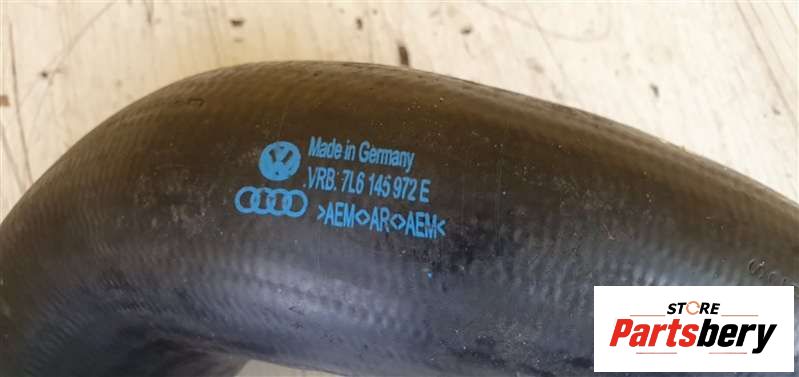 Made in Germany
VRB. 7L6 145 972 E
>AEM<>AR<>AEM<
STORE
Partsbery